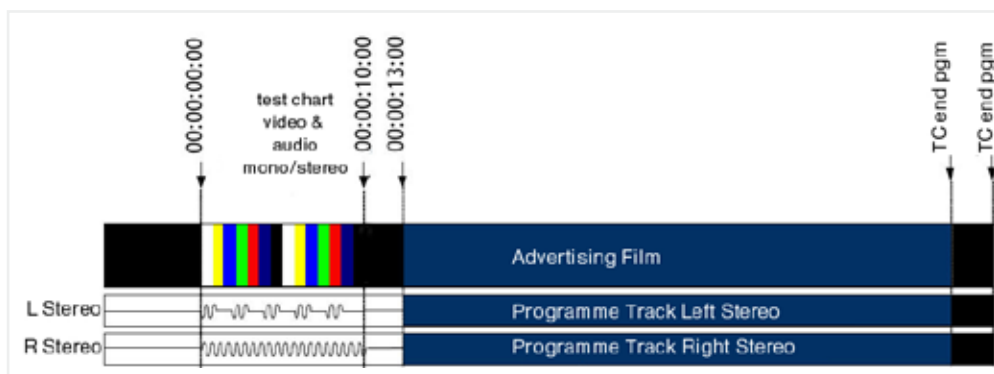 00:00:00:00
test chart
video &
audio
mono/stereo
00:00:10:00
00:00:13:00
TC end pgm
TC end pgm
Advertising Film
L Stereo
Programme Track Left Stereo
R Stereo
Programme Track Right Stereo